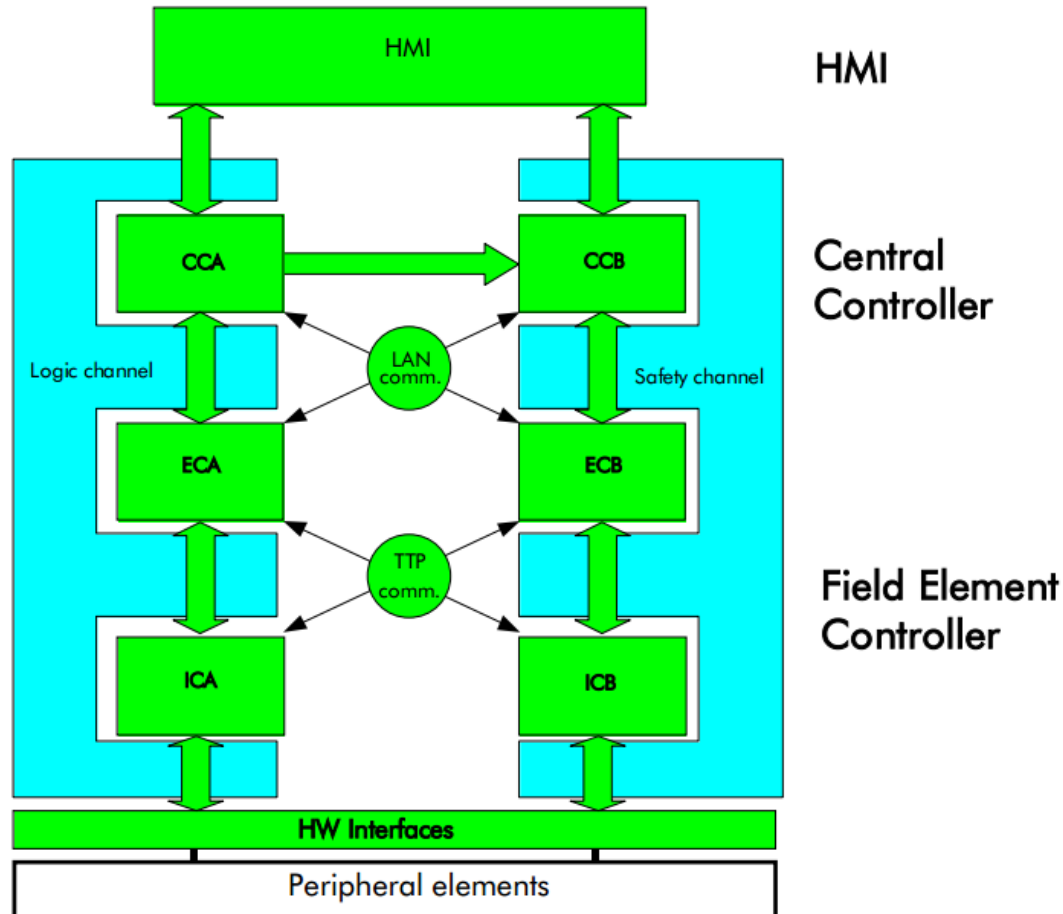 HMI
HMI
CCA
CCB
Central
Controller
LAN
comm.
Logic channel
Safety channel
ECA
ECB
TTP
comm.
Field Element
Controller
ICA
ICB
HW Interfaces
Peripheral elements